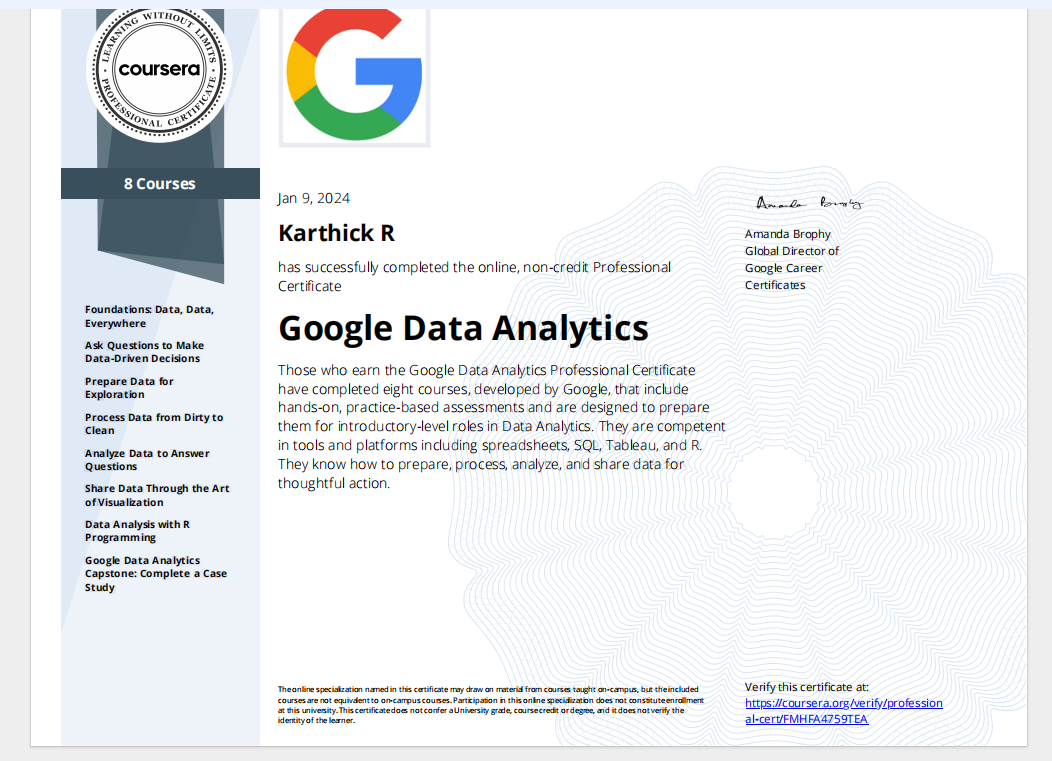 LEARNING WITHOUT LIMITS
coursera
PROFESSIONAL CERTIFICATE
8 Courses
Foundations: Data, Data,
Everywhere
Ask Questions to Make
Data-Driven Decisions
Prepare Data for
Exploration
Process Data from Dirty to
Clean
Analyze Data to Answer
Questions
Share Data Through the Art
of Visualization
Data Analysis with R
Programming
Google Data Analytics
Capstone: Complete a Case
Study
Jan 9, 2024
Karthick R
has successfully completed the online, non-credit Professional
Certificate
Google Data Analytics
Those who earn the Google Data Analytics Professional Certificate
have completed eight courses, developed by Google, that include
hands-on, practice-based assessments and are designed to prepare
them for introductory-level roles in Data Analytics. They are competent
in tools and platforms including spreadsheets, SQL, Tableau, and R.
They know how to prepare, process, analyze, and share data for
thoughtful action.
Amanda Brophy
Amanda Brophy
Global Director of
Google Career
Certificates
The online specialization named in this certificate may draw on material from courses taught on-campus, but the included
courses are not equivalent to on-campus courses. Participation in this online specialization does not constitute enrollment
at this university. This certificate does not confer a University grade, course credit or degree, and it does not verify the
identity of the learner.
Verify this certificate at:
https://coursera.org/verify/profession
al-cert/FMHFA4759TEA